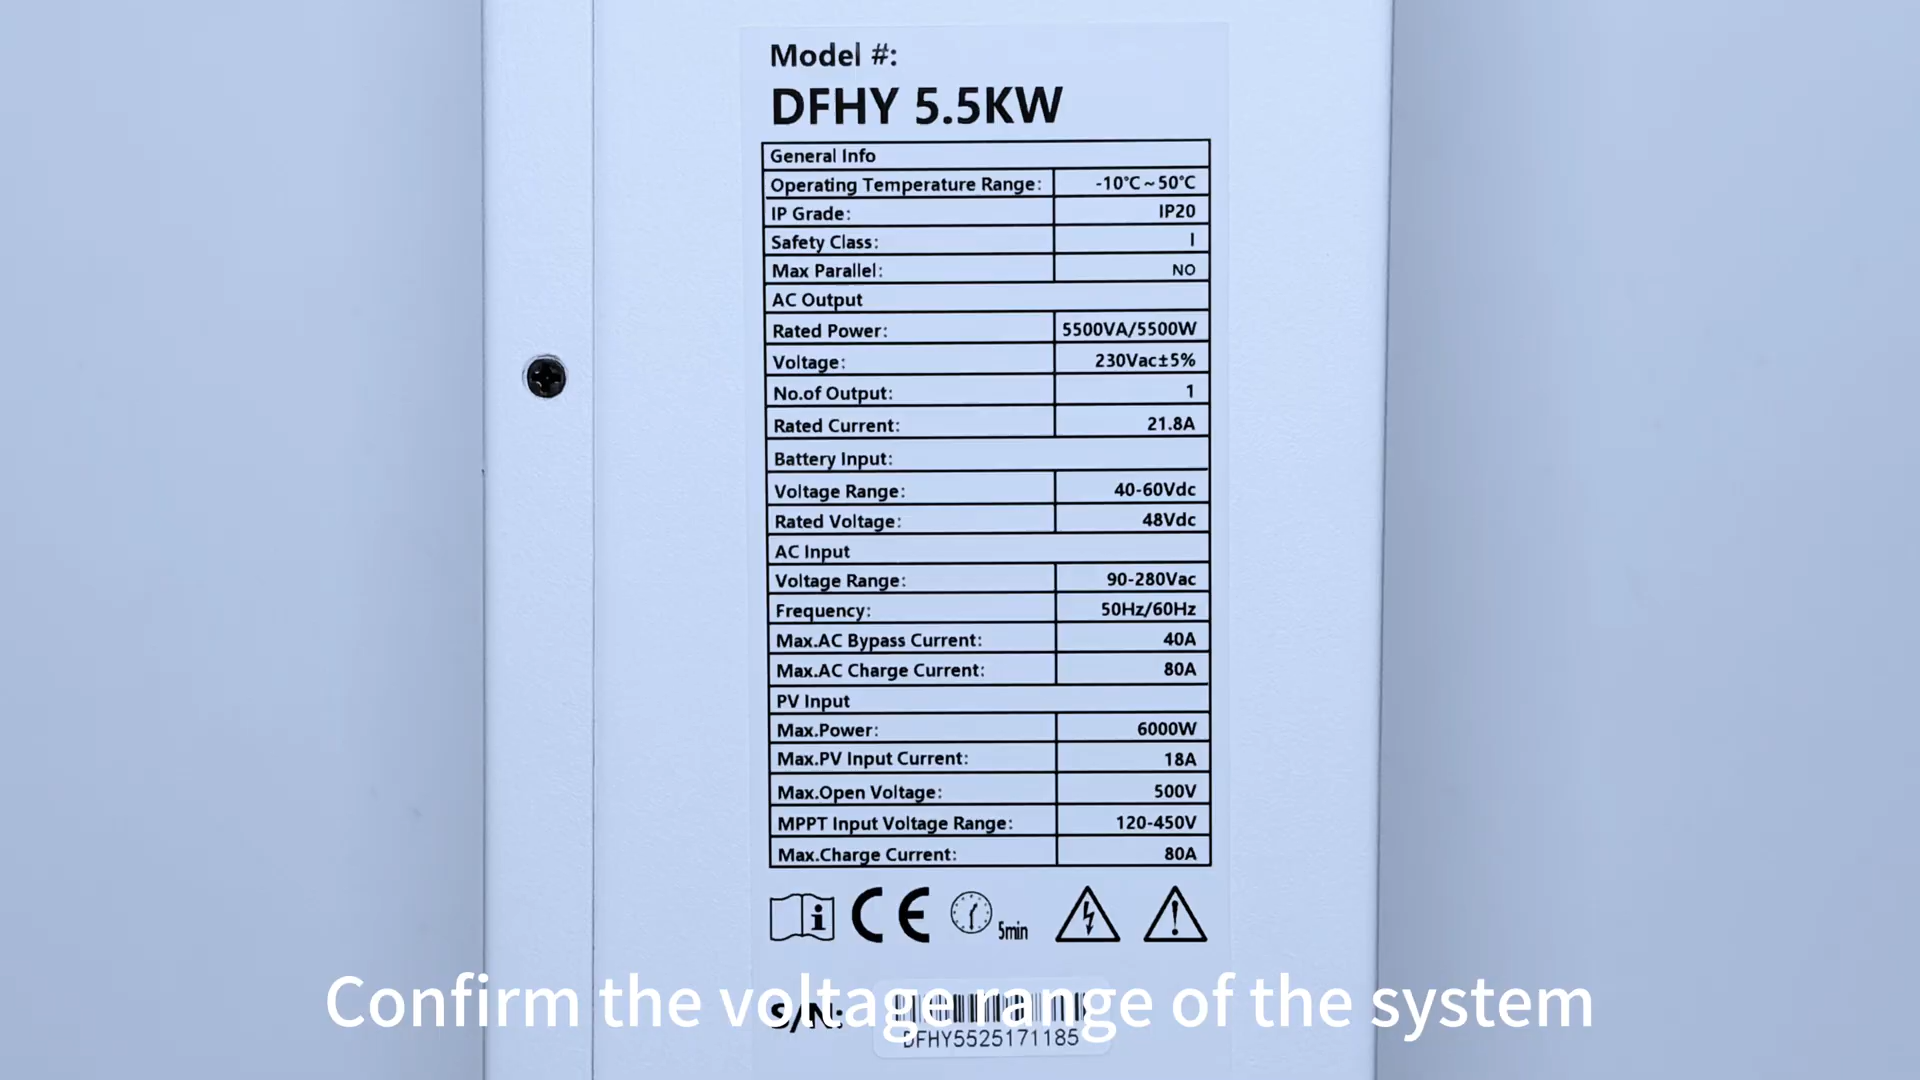 Model #:
DFHY 5.5KW
General Info
Operating Temperature Range: -10°C~50°C
IP Grade: IP20
Safety Class: I
Max Parallel: NO
AC Output
Rated Power: 5500VA/5500W
Voltage: 230Vac±5%
No.of Output: 1
Rated Current: 21.8A
Battery Input:
Voltage Range: 40-60Vdc
Rated Voltage: 48Vdc
AC Input
Voltage Range: 90-280Vac
Frequency: 50Hz/60Hz
Max.AC Bypass Current: 40A
Max.AC Charge Current: 80A
PV Input
Max.Power: 6000W
Max.PV Input Current: 18A
Max.Open Voltage: 500V
MPPT Input Voltage Range: 120-450V
Max.Charge Current: 80A
i CE 5min
Confirm the voltage range of the system
S/N:
DFHY5525171185